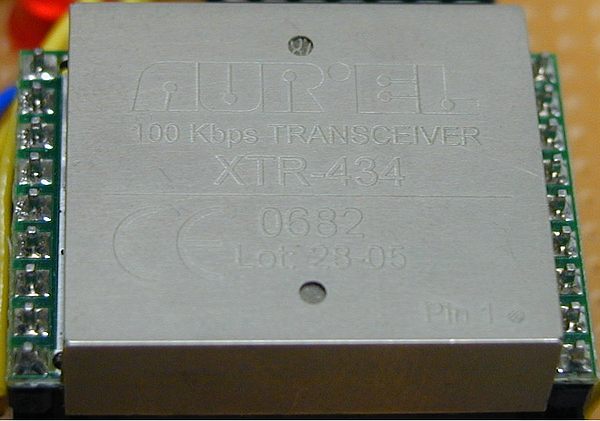 AUR°EL
100 Kbps TRANSCEIVER
XTR-434
CE 0682
Lot: 28-05
Pin 1